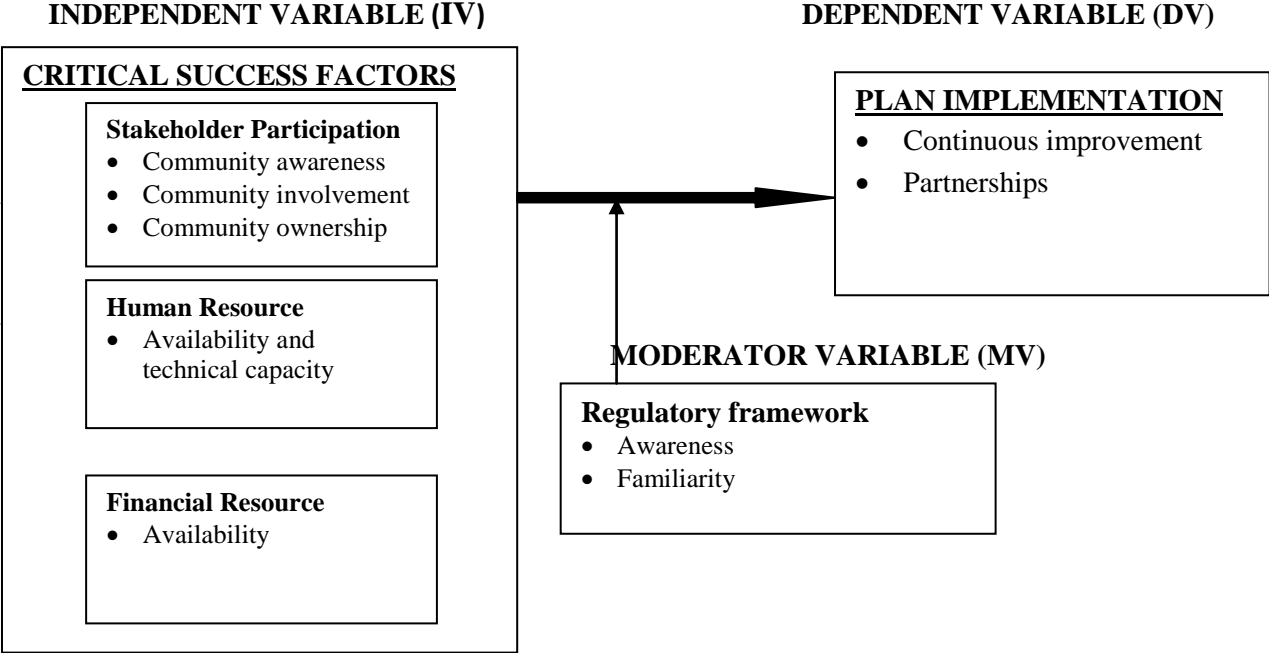 INDEPENDENT VARIABLE (IV)
DEPENDENT VARIABLE (DV)
CRITICAL SUCCESS FACTORS
Stakeholder Participation
• Community awareness
• Community involvement
• Community ownership
Human Resource
• Availability and
technical capacity
Financial Resource
• Availability
PLAN IMPLEMENTATION
• Continuous improvement
• Partnerships
MODERATOR VARIABLE (MV)
Regulatory framework
• Awareness
• Familiarity